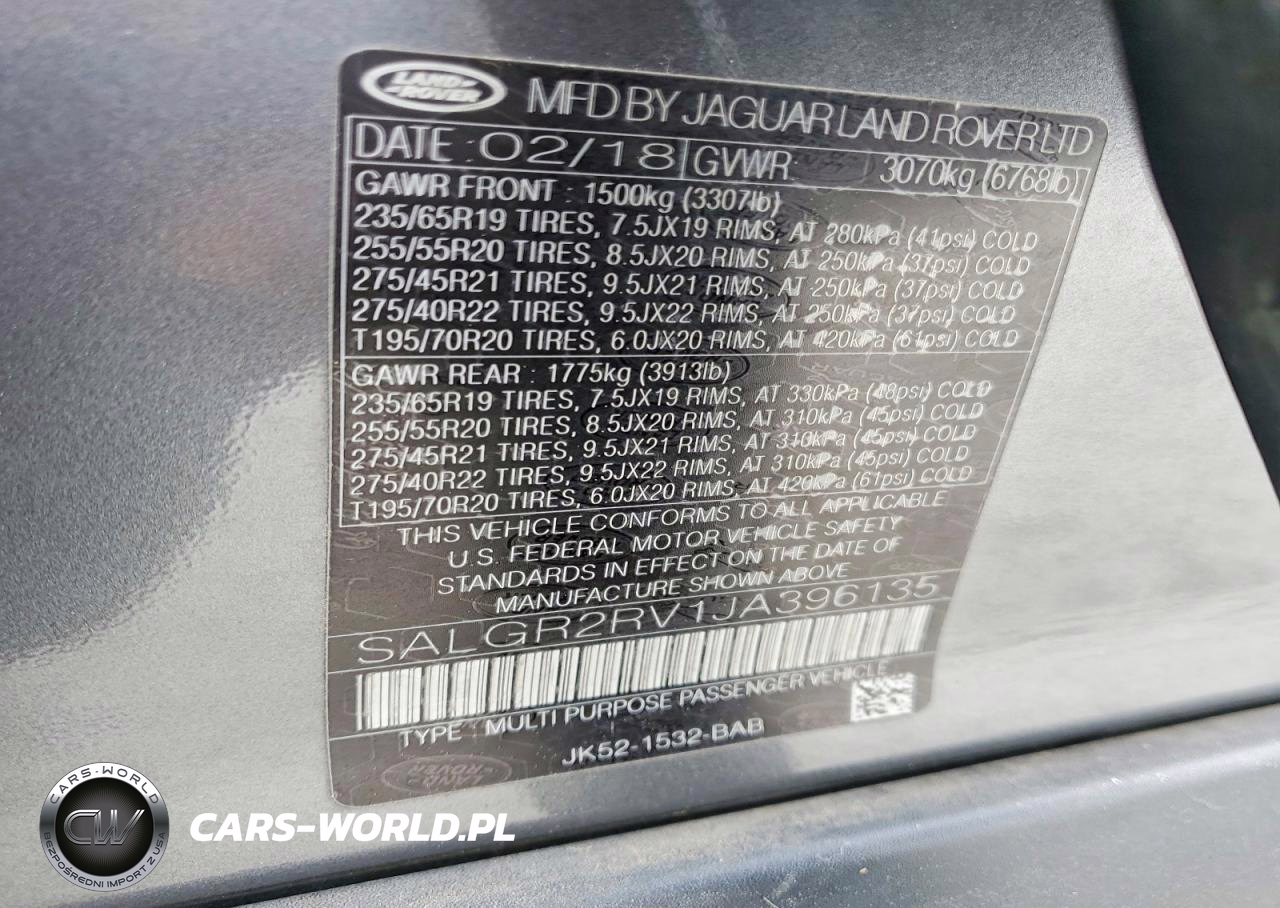 LAND ROVER
MFD BY JAGUAR LAND ROVER LTD
DATE : 02/18 GVWR: 3070kg (6768lb)
GAWR FRONT : 1500kg (3307lb)
235/65R19 TIRES, 7.5JX19 RIMS, AT 280kPa (41psi) COLD
255/55R20 TIRES, 8.5JX20 RIMS, AT 250kPa (37psi) COLD
275/45R21 TIRES, 9.5JX21 RIMS, AT 250kPa (37psi) COLD
275/40R22 TIRES, 9.5JX22 RIMS, AT 250kPa (37psi) COLD
T195/70R20 TIRES, 6.0JX20 RIMS, AT 420kPa (61psi) COLD
GAWR REAR : 1775kg (3913lb)
235/65R19 TIRES, 7.5JX19 RIMS, AT 330kPa (48psi) COLD
255/55R20 TIRES, 8.5JX20 RIMS, AT 310kPa (45psi) COLD
275/45R21 TIRES, 9.5JX21 RIMS, AT 310kPa (45psi) COLD
275/40R22 TIRES, 9.5JX22 RIMS, AT 310kPa (45psi) COLD
T195/70R20 TIRES, 6.0JX20 RIMS, AT 420kPa (61psi) COLD
THIS VEHICLE CONFORMS TO ALL APPLICABLE
U.S. FEDERAL MOTOR VEHICLE SAFETY
STANDARDS IN EFFECT ON THE DATE OF
MANUFACTURE SHOWN ABOVE
SALGR2RV1JA396135
TYPE : MULTI PURPOSE PASSENGER VEHICLE
JK52-1532-BAB
LAND ROVER
CARS-WORLD
CW
BEZPOŚREDNI IMPORT Z USA
CARS-WORLD.PL